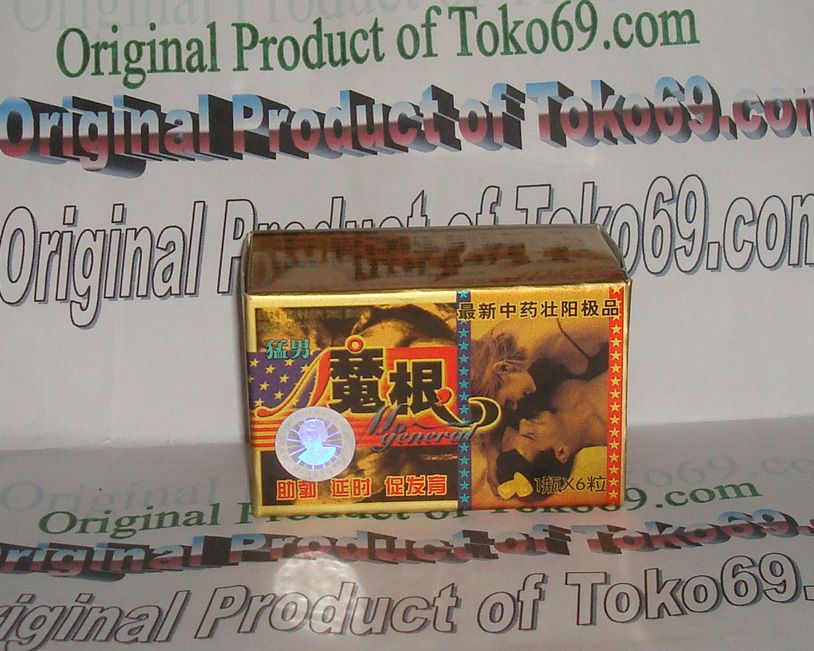 Original Product of Toko69.com
Original Product of Toko69.com
Original Product of Toko69.com
最新中药壮阳极品
猛男
魔根
general
助勃 延时 促发育
1瓶X6粒
Original Product of Toko69.com
Original Product of Toko69.com
Original Product of Toko69.